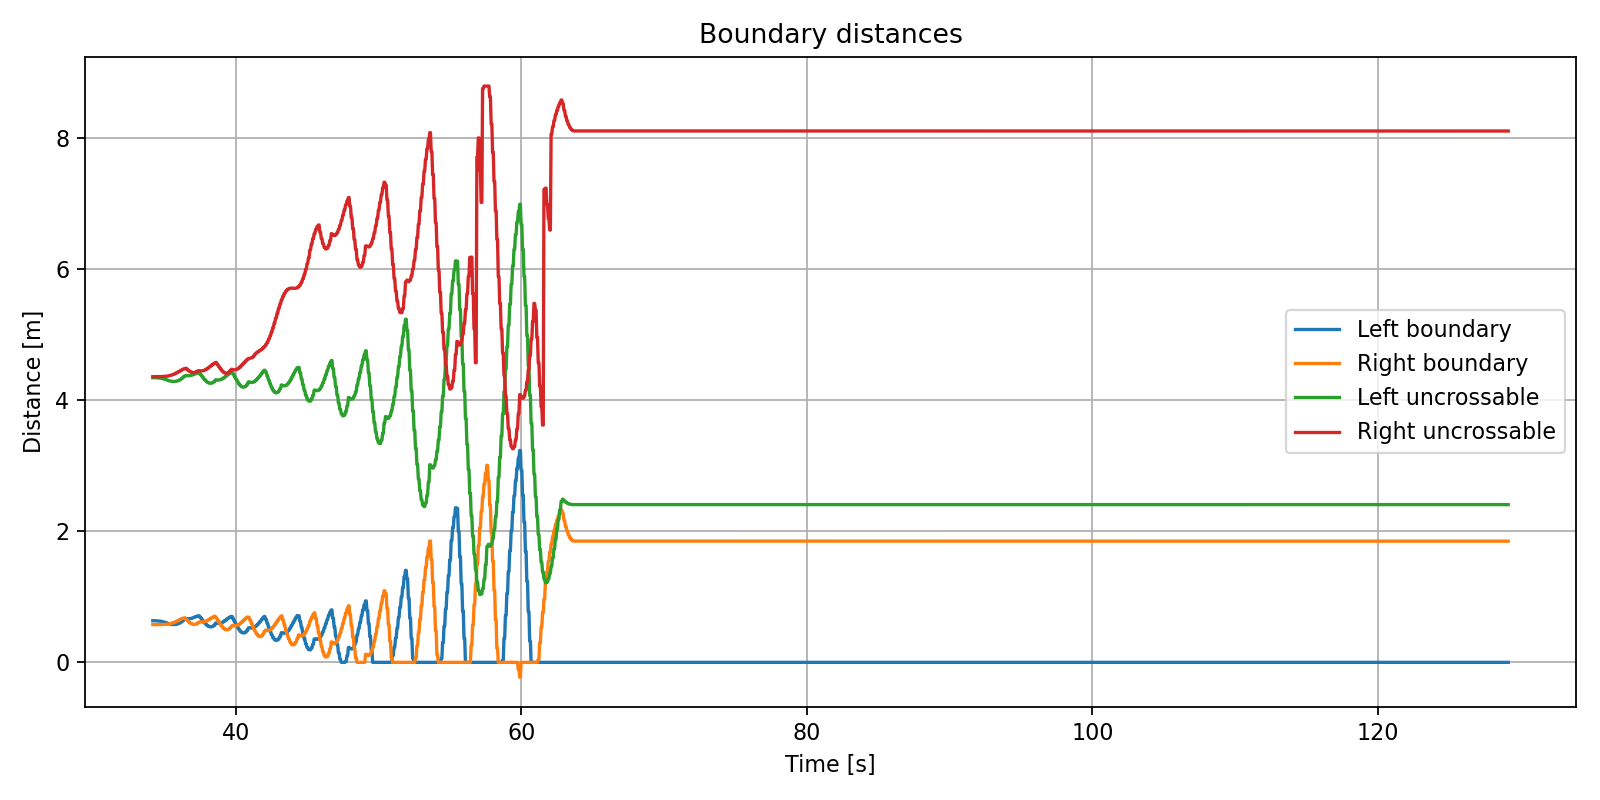 Boundary distances
Distance [m]
8
6
4
2
0
40
60
80
100
120
Time [s]
Left boundary
Right boundary
Left uncrossable
Right uncrossable